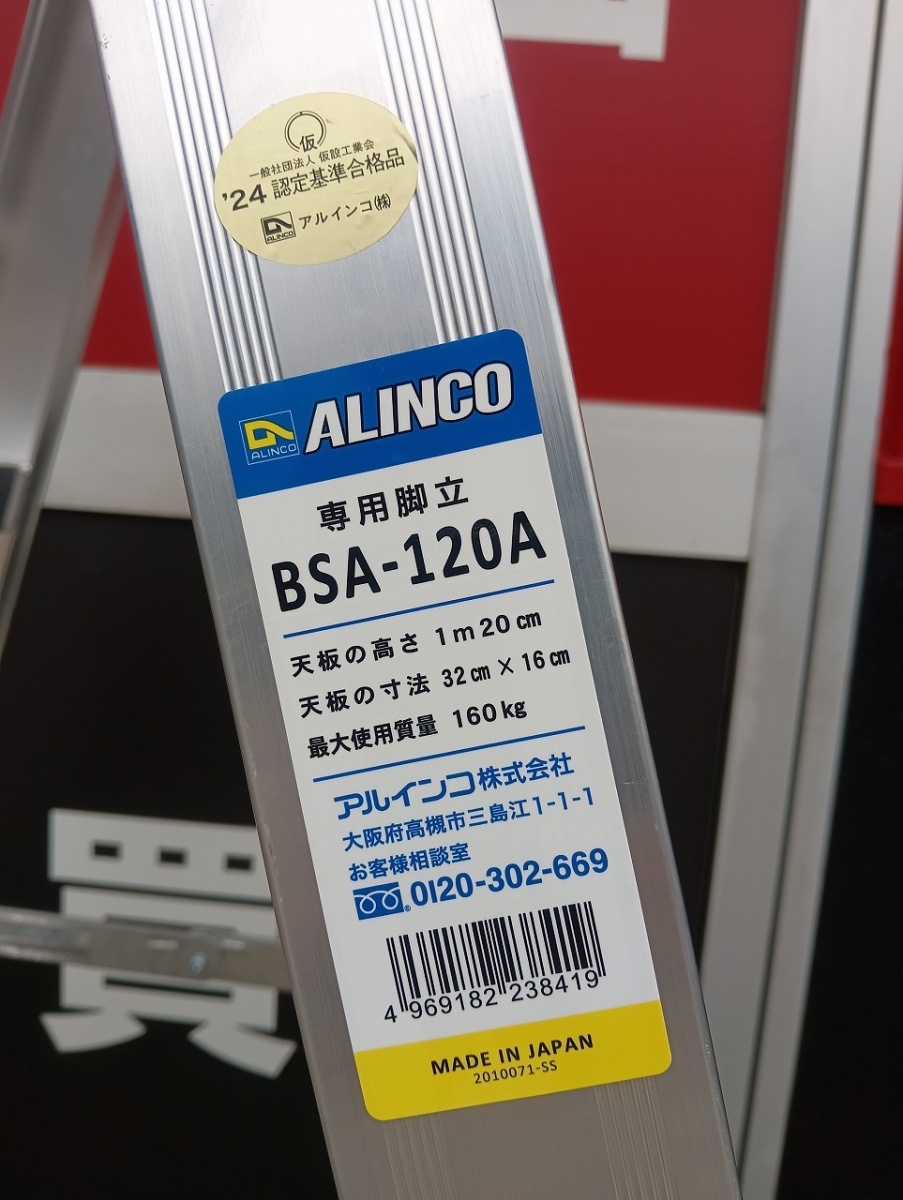 仮
一般社団法人 仮設工業会
'24 認定基準合格品
ALINCO アルインコ㈱
ALINCO ALINCO
専用脚立
BSA-120A
天板の高さ 1m20㎝
天板の寸法 32㎝×16㎝
最大使用質量 160㎏
アルインコ株式会社
大阪府高槻市三島江1-1-1
お客様相談室
0120-302-669
4 969182 238419
MADE IN JAPAN
2010071-SS
買